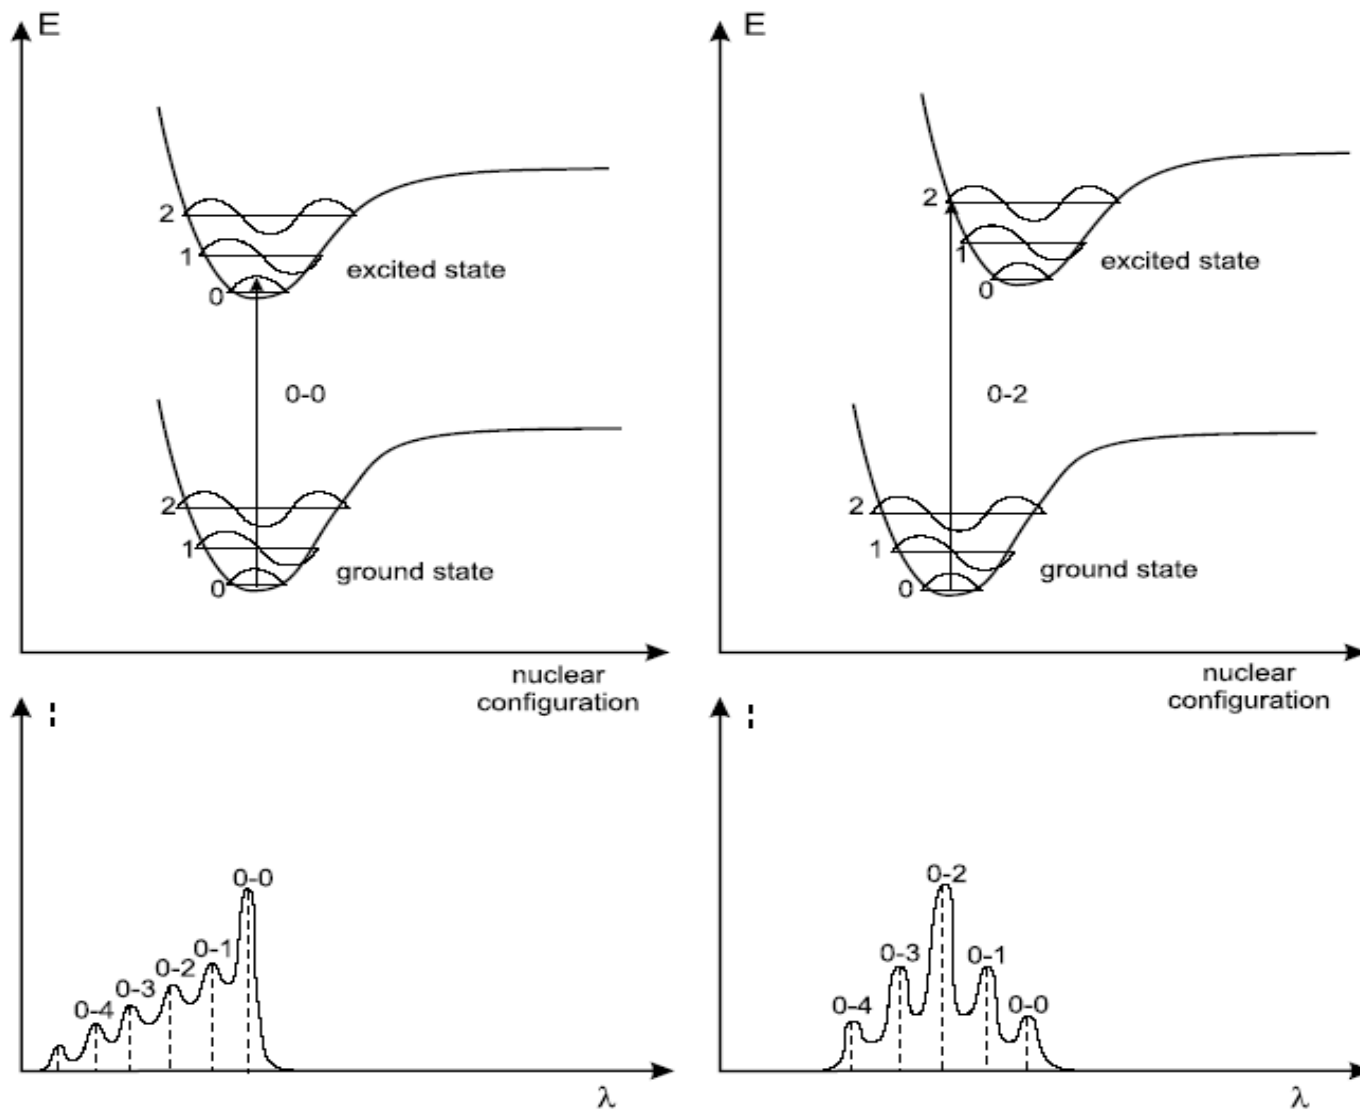 E
2
1
0
excited state
0-0
2
1
0
ground state
nuclear
configuration
E
2
1
0
excited state
0-2
2
1
0
ground state
nuclear
configuration
0-0
0-1
0-2
0-3
0-4
λ
0-2
0-3
0-1
0-4
0-0
λ